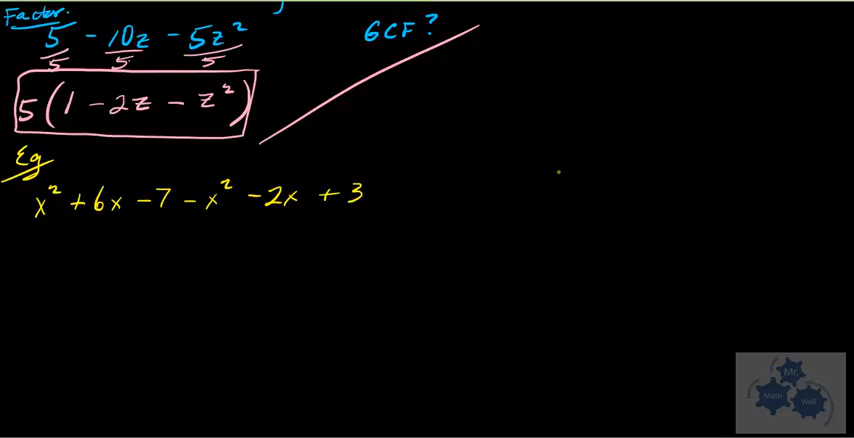 Factor.
5 - 10z - 5z² GCF?
5 5 5
5(1 - 2z - z²)
Eg
x² + 6x - 7 - x² - 2x + 3
Mr.
Math Well